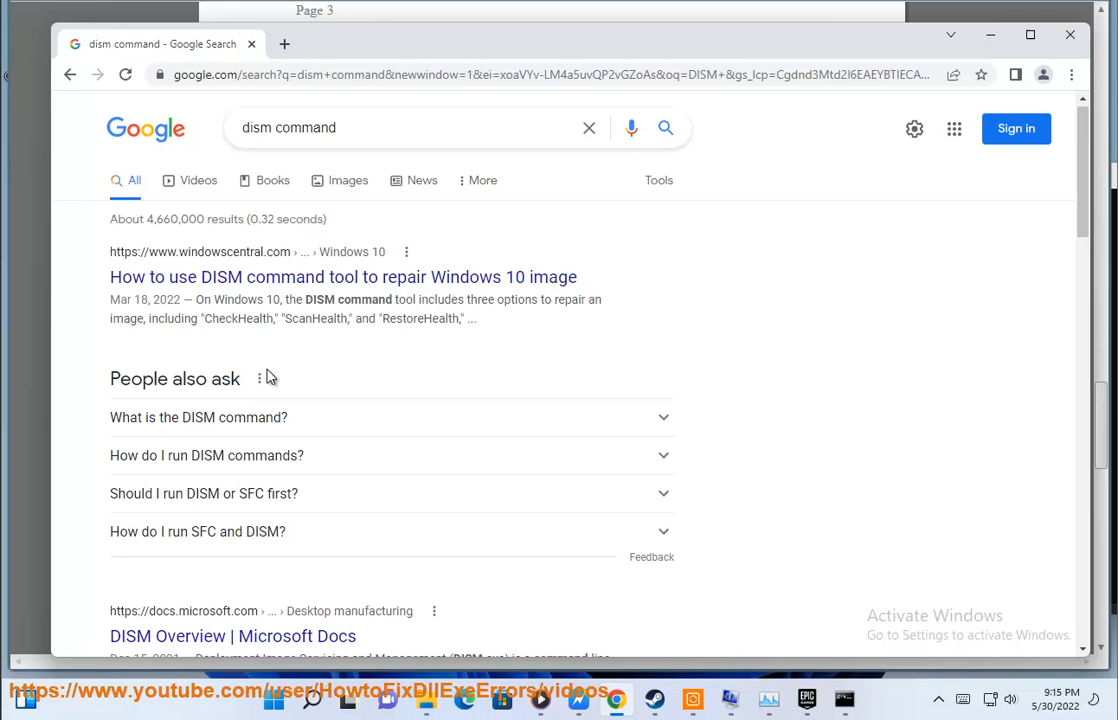 Page 3
dism command - Google Search
google.com/search?q=dism+command&newwindow=1&ei=xoaVYv-LM4a5uvQP2vGZoAs&oq=DISM+&gs_lcp=Cgdnd3Mtd2l6EAEYBTIECA...
Google
dism command
Sign in
All
Videos
Books
Images
News
More
Tools
About 4,660,000 results (0.32 seconds)
https://www.windowscentral.com › ... › Windows 10
How to use DISM command tool to repair Windows 10 image
Mar 18, 2022 — On Windows 10, the DISM command tool includes three options to repair an
image, including "CheckHealth," "ScanHealth," and "RestoreHealth," ...
People also ask
What is the DISM command?
How do I run DISM commands?
Should I run DISM or SFC first?
How do I run SFC and DISM?
Feedback
https://docs.microsoft.com › ... › Desktop manufacturing
DISM Overview | Microsoft Docs
Activate Windows
Go to Settings to activate Windows.
https://www.youtube.com/user/HowtoFixDllExeErrors/videos
EPIC
9:15 PM
5/30/2022